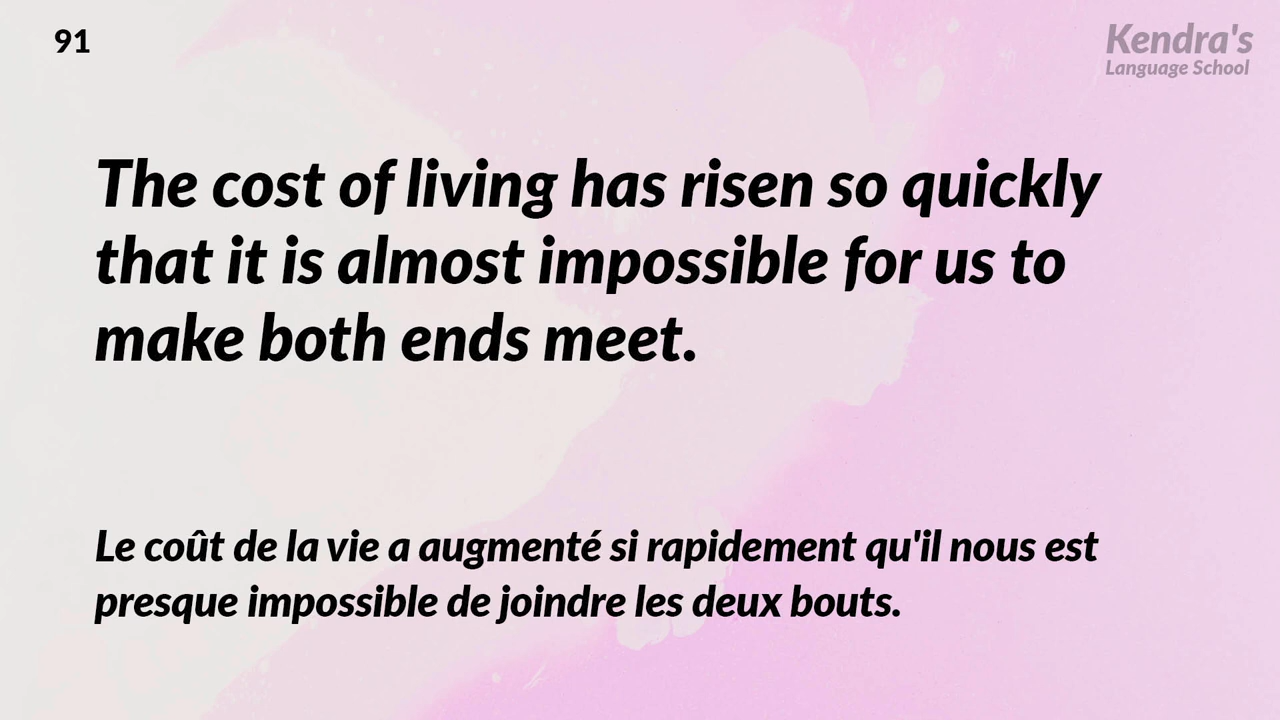 91
Kendra's
Language School
The cost of living has risen so quickly
that it is almost impossible for us to
make both ends meet.
Le coût de la vie a augmenté si rapidement qu'il nous est
presque impossible de joindre les deux bouts.